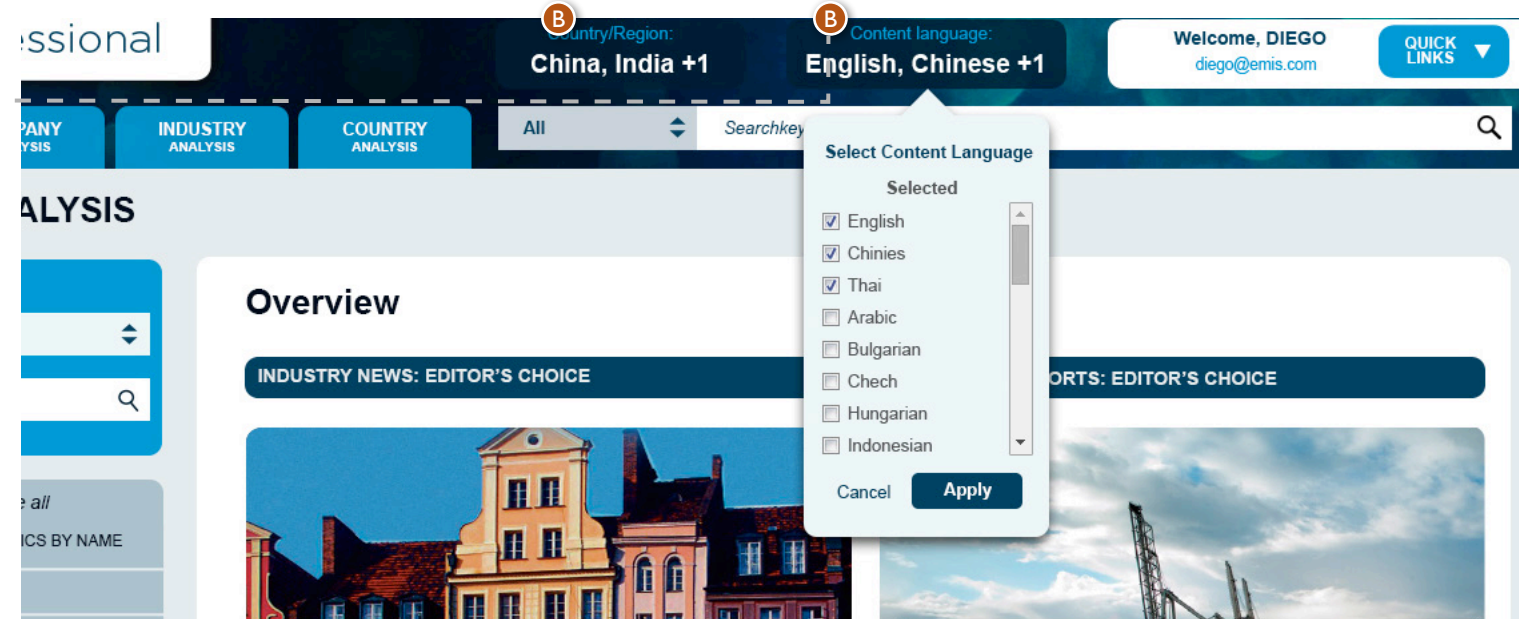 essional
B
Country/Region:
China, India +1
B
Content language:
English, Chinese +1
Welcome, DIEGO
diego@emis.com
QUICK
LINKS
PANY
YSIS
INDUSTRY
ANALYSIS
COUNTRY
ANALYSIS
All
Searchkey
ALYSIS
Select Content Language
Selected
English
Chinies
Thai
Arabic
Bulgarian
Chech
Hungarian
Indonesian
Cancel
Apply
Overview
INDUSTRY NEWS: EDITOR'S CHOICE
ORTS: EDITOR'S CHOICE
e all
ICS BY NAME